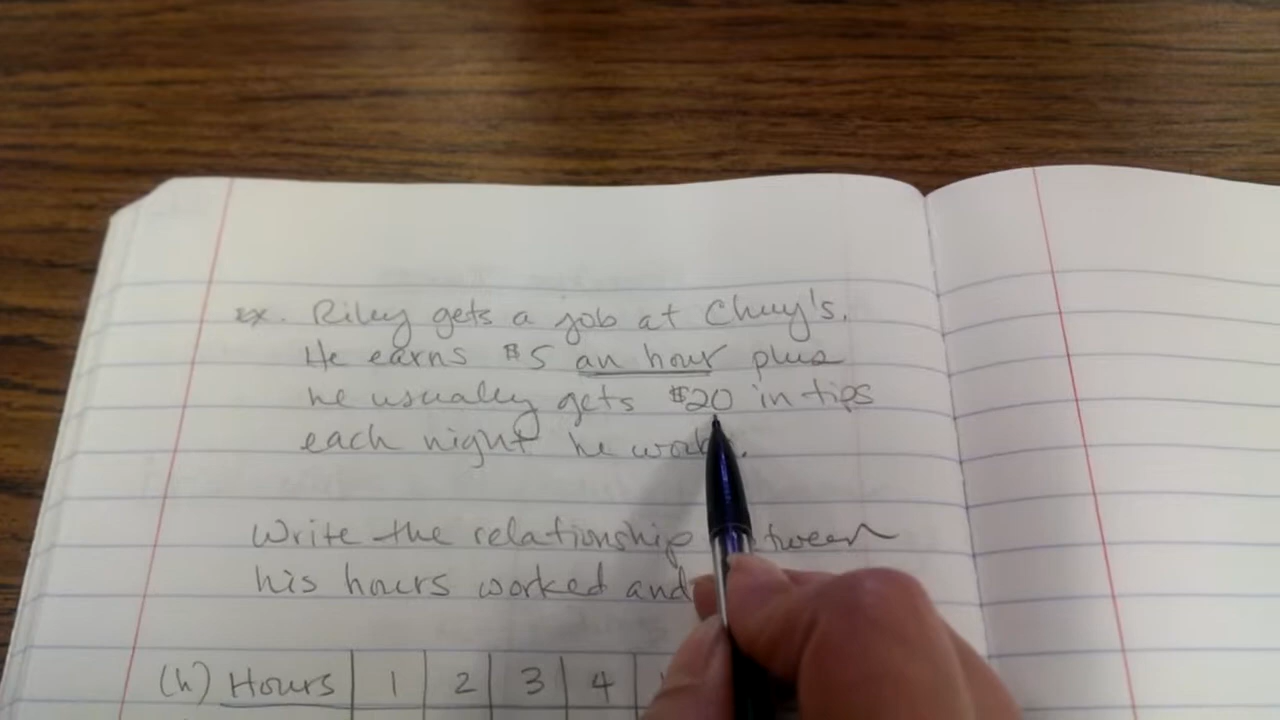 ex. Riley gets a job at Chuy's.
He earns $5 an hour plus
he usually gets $20 in tips
each night he
Write the relationship
his hours worked and
(h) Hours 1 2 3 4